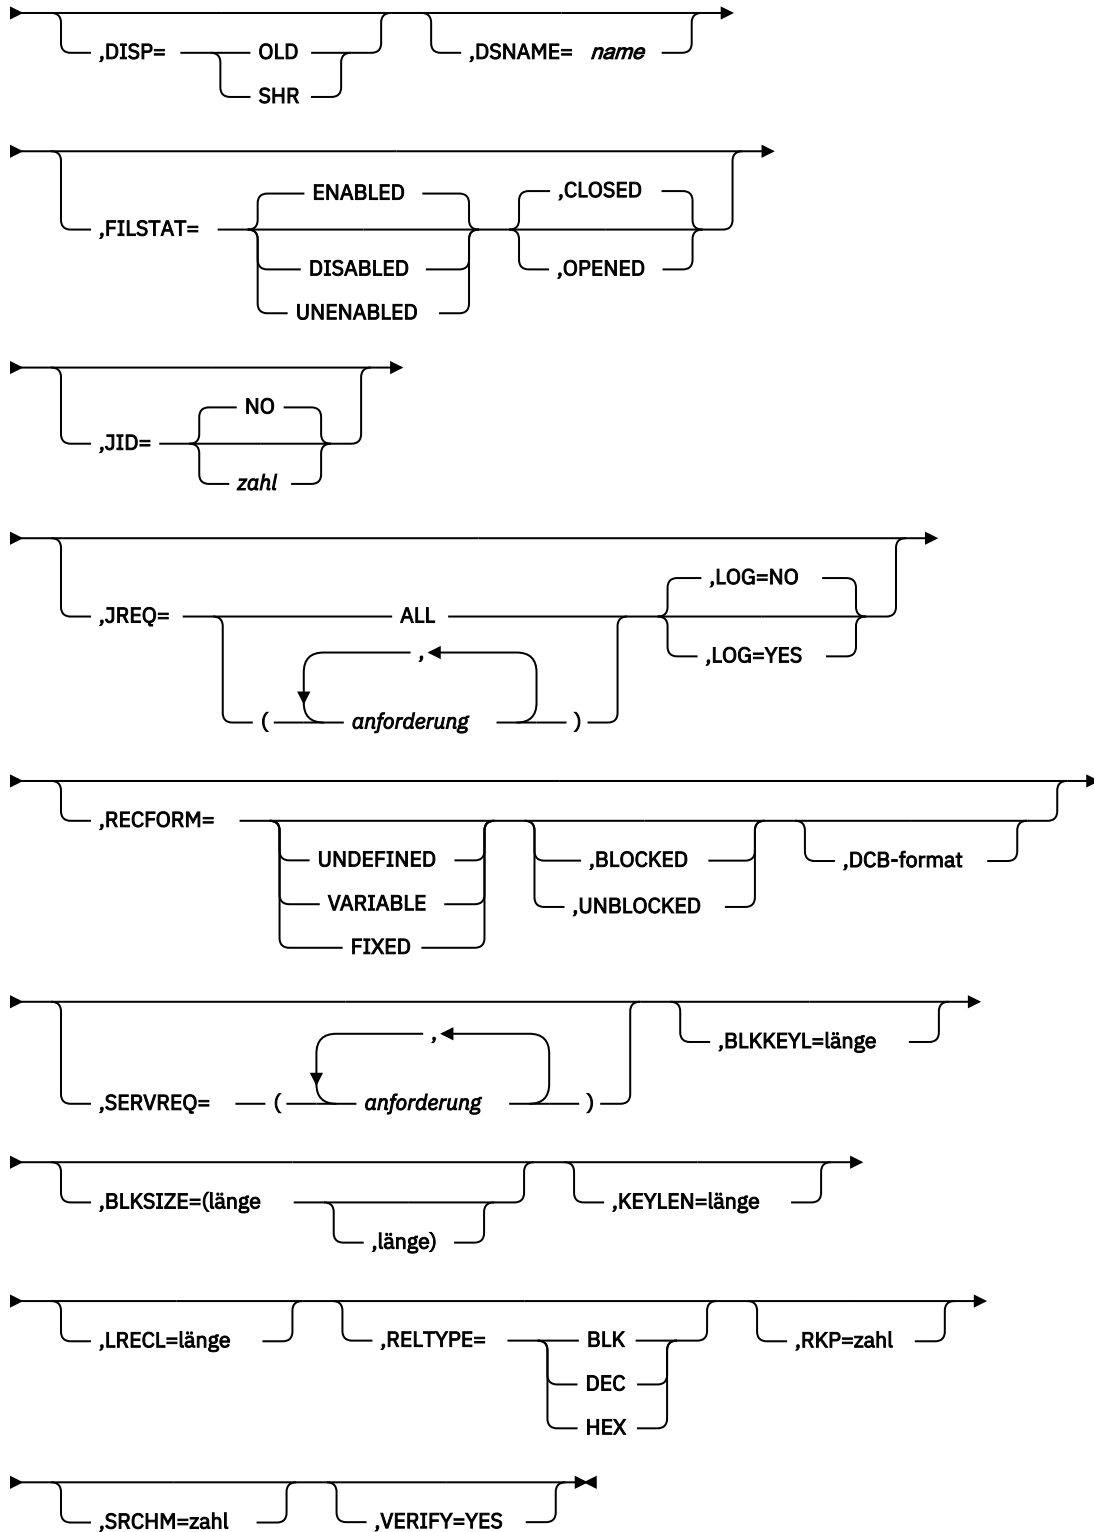 ,DISP= OLD ,DSNAME= name
SHR
ENABLED ,CLOSED
,FILSTAT=
DISABLED ,OPENED
UNENABLED
NO
,JID=
zahl
,LOG=NO
,JREQ= ALL
,LOG=YES
,
( anforderung )
,RECFORM=
UNDEFINED ,BLOCKED ,DCB-format
VARIABLE ,UNBLOCKED
FIXED
, ,BLKKEYL=länge
,SERVREQ= ( anforderung )
,BLKSIZE=(länge ,KEYLEN=länge
,länge)
,LRECL=länge ,RELTYPE= BLK ,RKP=zahl
DEC
HEX
,SRCHM=zahl ,VERIFY=YES